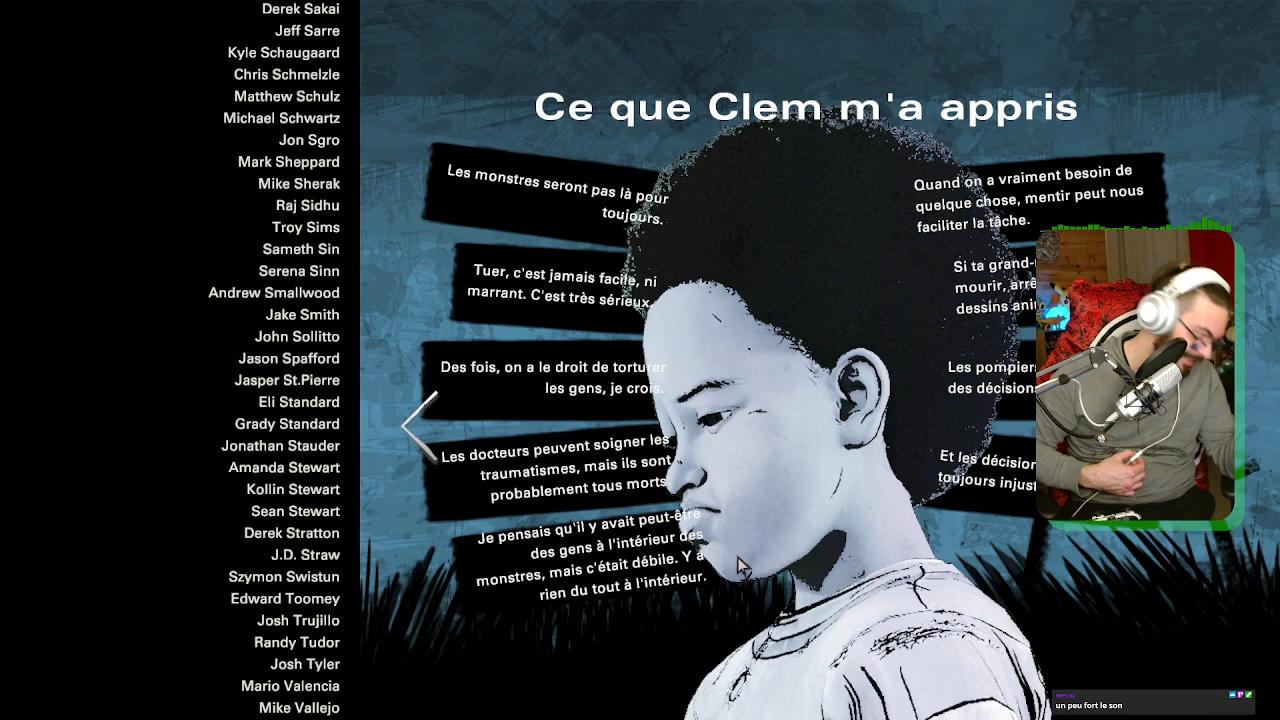 Derek Sakai
Jeff Sarre
Kyle Schaugaard
Chris Schmelzle
Matthew Schulz
Michael Schwartz
Jon Sgro
Mark Sheppard
Mike Sherak
Raj Sidhu
Troy Sims
Sameth Sin
Serena Sinn
Andrew Smallwood
Jake Smith
John Sollitto
Jason Spafford
Jasper St.Pierre
Eli Standard
Grady Standard
Jonathan Stauder
Amanda Stewart
Kollin Stewart
Sean Stewart
Derek Stratton
J.D. Straw
Szymon Swistun
Edward Toomey
Josh Trujillo
Randy Tudor
Josh Tyler
Mario Valencia
Mike Vallejo
Ce que Clem m'a appris
Les monstres seront pas là pour
toujours.
Tuer, c'est jamais facile, ni
marrant. C'est très sérieux.
Des fois, on a le droit de torturer
les gens, je crois.
Les docteurs peuvent soigner les
traumatismes, mais ils sont
probablement tous morts.
Je pensais qu'il y avait peut-être
des gens à l'intérieur des
monstres, mais c'était débile. Y a
rien du tout à l'intérieur.
Quand on a vraiment besoin de
quelque chose, mentir peut nous
faciliter la tâche.
Si ta grand-
mourir, arrê
dessins ani
Les pompiers
des décision
Et les décision
toujours injust
un peu fort le son